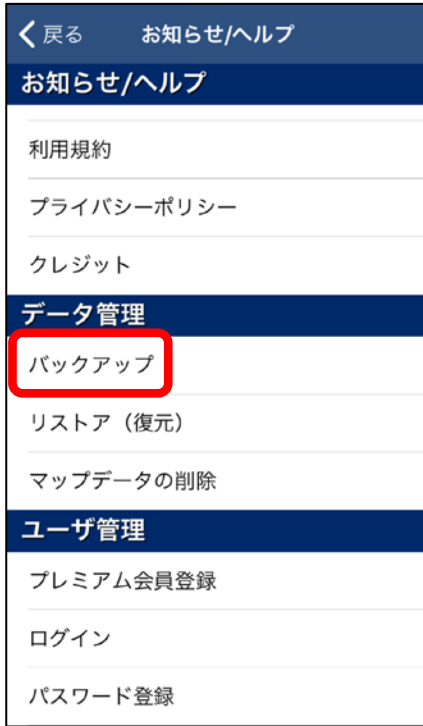 戻る お知らせ/ヘルプ
お知らせ/ヘルプ
利用規約
プライバシーポリシー
クレジット
データ管理
バックアップ
リストア（復元）
マップデータの削除
ユーザ管理
プレミアム会員登録
ログイン
パスワード登録